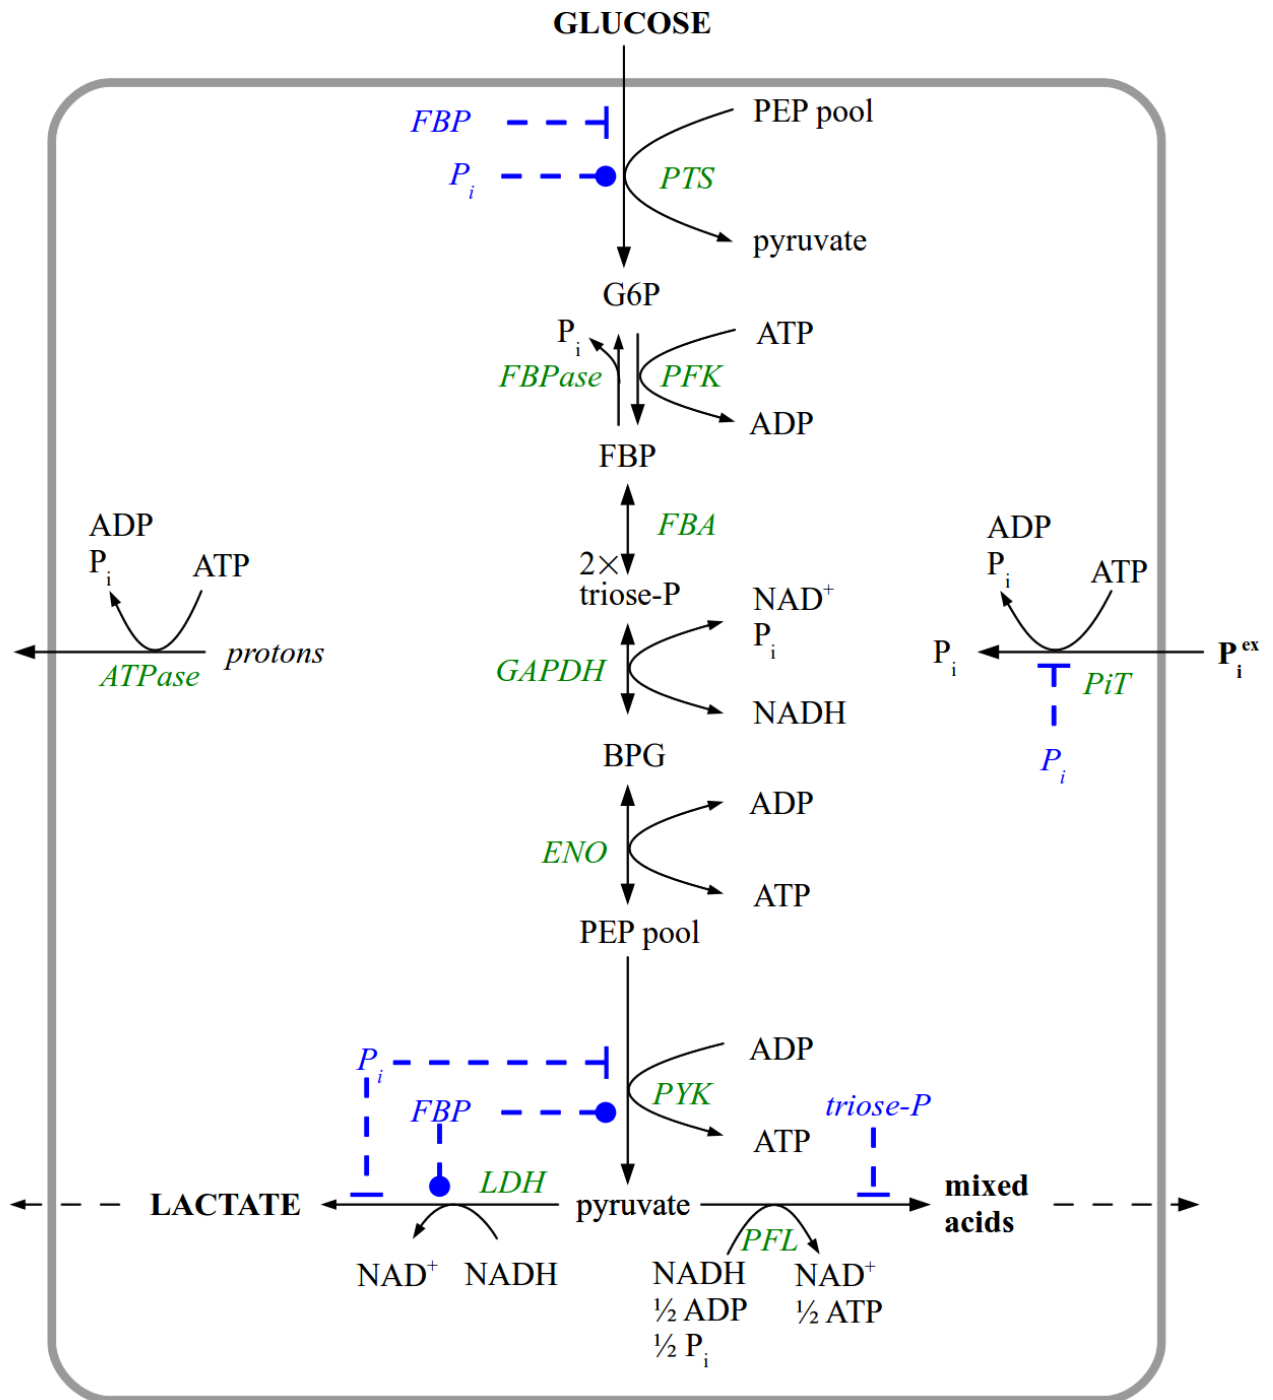 GLUCOSE
FBP
PEP pool
Pi
PTS
pyruvate
G6P
Pi
ATP
FBPase
PFK
ADP
FBP
ADP
Pi
ATP
FBA
ADP
Pi
ATP
2×
triose-P
NAD+
Pi
protons
ATPase
GAPDH
Pi
Piex
PiT
NADH
BPG
Pi
ADP
ENO
ATP
PEP pool
Pi
ADP
FBP
PYK
triose-P
ATP
LACTATE
LDH
pyruvate
mixed
acids
PFL
NAD+
NADH
NADH
½ ADP
½ Pi
NAD+
½ ATP